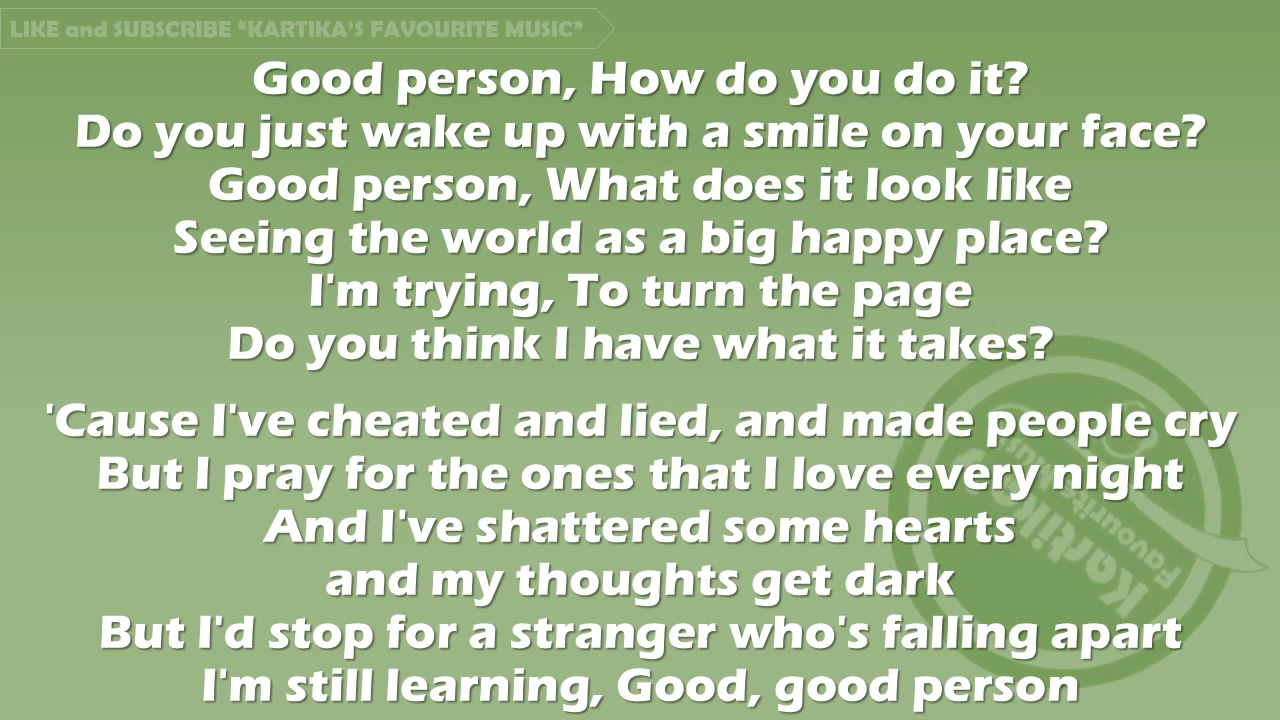 LIKE and SUBSCRIBE “KARTIKA’S FAVOURITE MUSIC”
Good person, How do you do it?
Do you just wake up with a smile on your face?
Good person, What does it look like
Seeing the world as a big happy place?
I'm trying, To turn the page
Do you think I have what it takes?
'Cause I've cheated and lied, and made people cry
But I pray for the ones that I love every night
And I've shattered some hearts
and my thoughts get dark
But I'd stop for a stranger who's falling apart
I'm still learning, Good, good person
Kartika's
Favourite Music